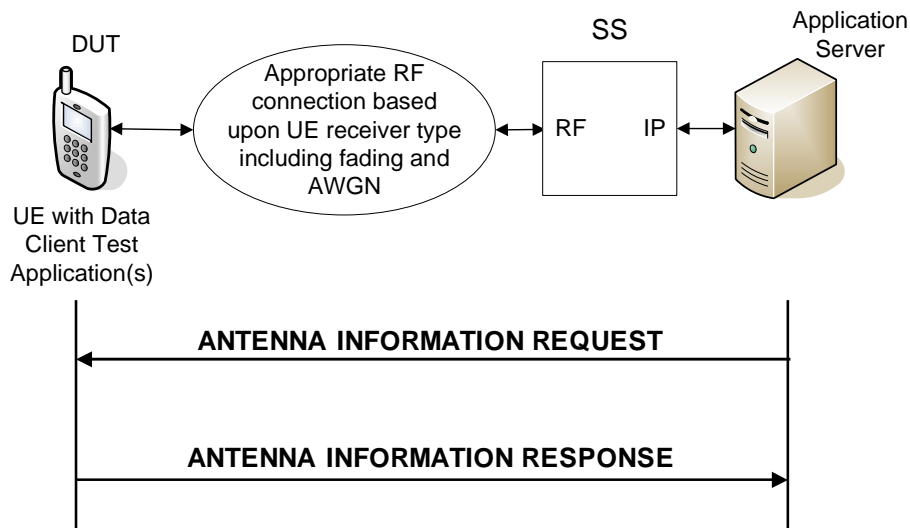 DUT
Appropriate RF
connection based
upon UE receiver type
including fading and
AWGN
SS
RF
IP
Application
Server
UE with Data
Client Test
Application(s)
ANTENNA INFORMATION REQUEST
ANTENNA INFORMATION RESPONSE